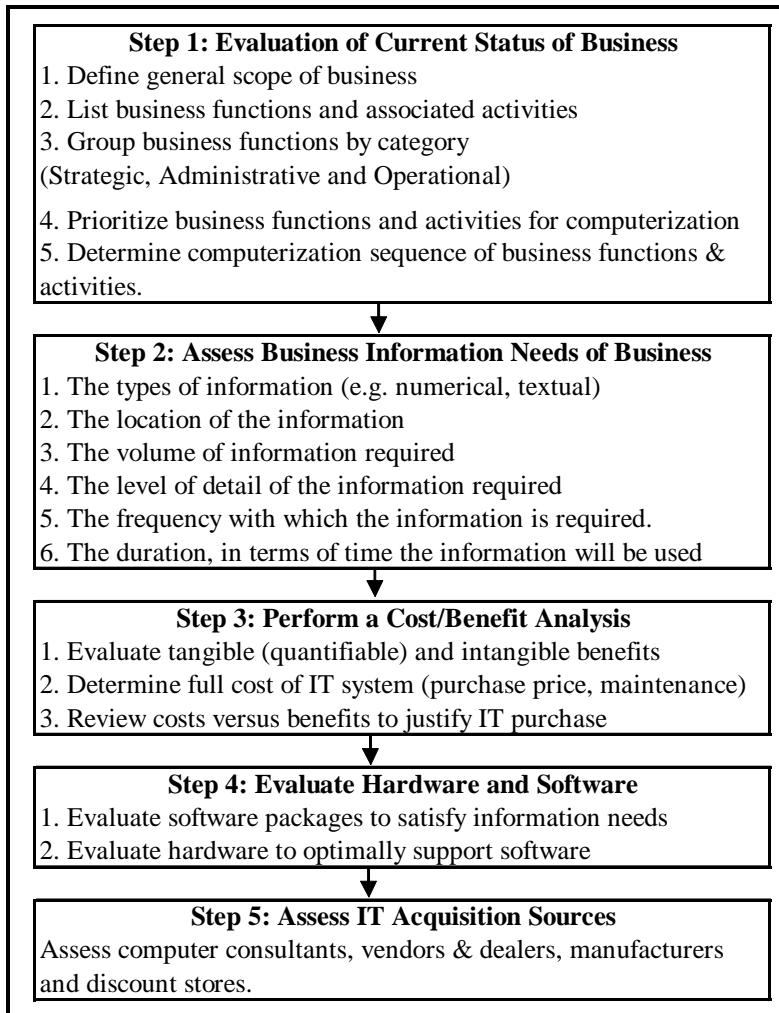 Step 1: Evaluation of Current Status of Business
1. Define general scope of business
2. List business functions and associated activities
3. Group business functions by category
(Strategic, Administrative and Operational)
4. Prioritize business functions and activities for computerization
5. Determine computerization sequence of business functions &
activities.
Step 2: Assess Business Information Needs of Business
1. The types of information (e.g. numerical, textual)
2. The location of the information
3. The volume of information required
4. The level of detail of the information required
5. The frequency with which the information is required.
6. The duration, in terms of time the information will be used
Step 3: Perform a Cost/Benefit Analysis
1. Evaluate tangible (quantifiable) and intangible benefits
2. Determine full cost of IT system (purchase price, maintenance)
3. Review costs versus benefits to justify IT purchase
Step 4: Evaluate Hardware and Software
1. Evaluate software packages to satisfy information needs
2. Evaluate hardware to optimally support software
Step 5: Assess IT Acquisition Sources
Assess computer consultants, vendors & dealers, manufacturers
and discount stores.